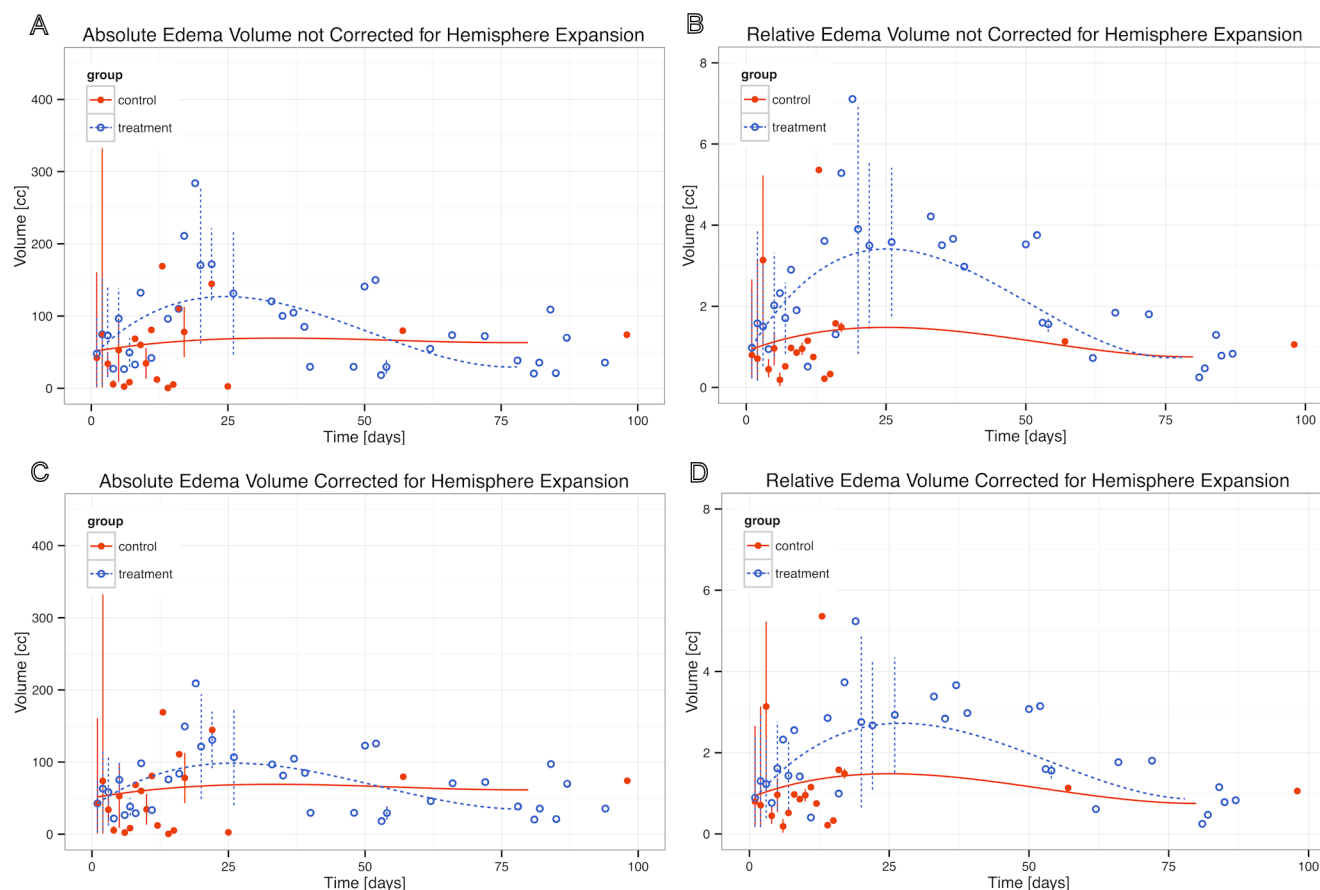 A
Absolute Edema Volume not Corrected for Hemisphere Expansion
group
control
treatment
Volume [cc]
400
300
200
100
0
0 25 50 75 100
Time [days]
B
Relative Edema Volume not Corrected for Hemisphere Expansion
group
control
treatment
Volume [cc]
8
6
4
2
0
0 25 50 75 100
Time [days]
C
Absolute Edema Volume Corrected for Hemisphere Expansion
group
control
treatment
Volume [cc]
400
300
200
100
0
0 25 50 75 100
Time [days]
D
Relative Edema Volume Corrected for Hemisphere Expansion
group
control
treatment
Volume [cc]
8
6
4
2
0
0 25 50 75 100
Time [days]